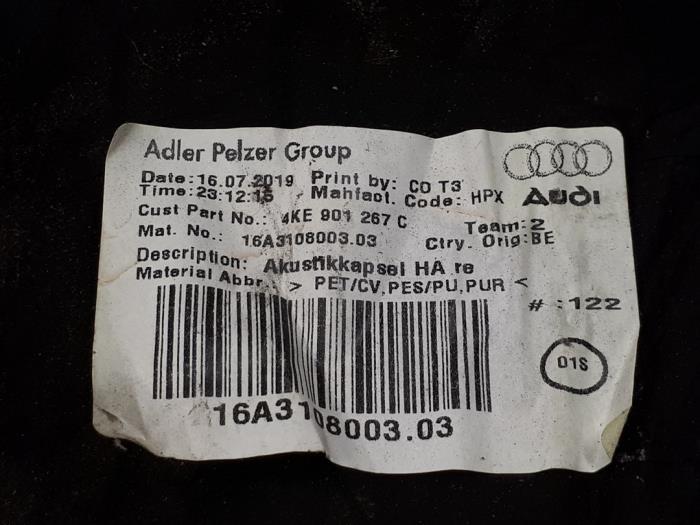 Adler Pelzer Group
AUDI
Date:16.07.2019 Print by: CO T3
Time:23:12:15 Mahfact. Code: HPX
Cust Part No.: 4KE 901 267 C
Team:2
Mat. No.: 16A3108003.03 Ctry. Orig:BE
Description: Akustikkapsel HA re
Material Abbr. > PET/CV,PES/PU,PUR <
# :122
01S
16A3108003.03